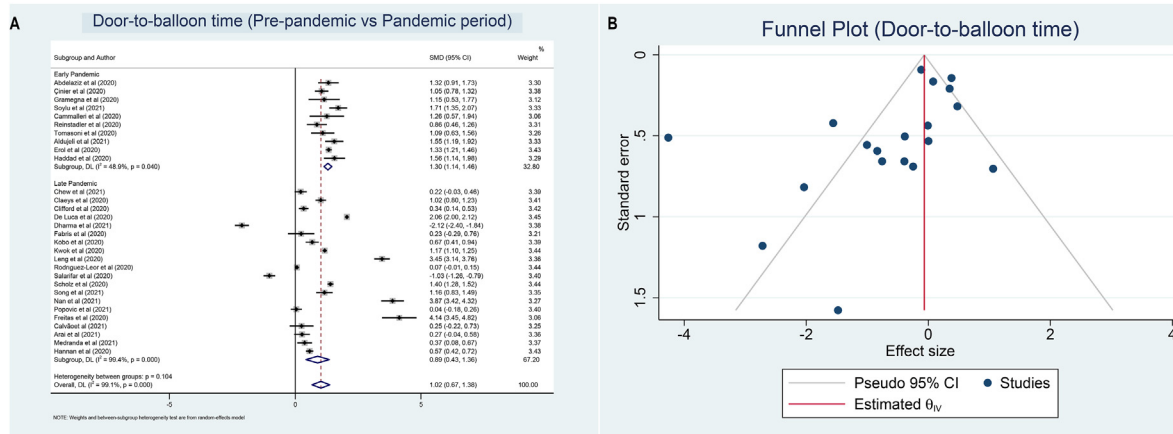 A
Door-to-balloon time (Pre-pandemic vs Pandemic period)
%
Subgroup and Author SMD (95% CI) Weight
Early Pandemic
Abdelaziz et al (2020) 1.32 (0.91, 1.73) 3.30
Çinier et al (2020) 1.05 (0.78, 1.32) 3.38
Gramegna et al (2020) 1.15 (0.53, 1.77) 3.12
Soylu et al (2021) 1.71 (1.35, 2.07) 3.33
Cammalleri et al (2020) 1.26 (0.57, 1.94) 3.06
Reinstadler et al (2020) 0.86 (0.46, 1.26) 3.31
Tomasoni et al (2020) 1.09 (0.63, 1.56) 3.26
Aldujeli et al (2021) 1.55 (1.19, 1.92) 3.33
Erol et al (2020) 1.33 (1.21, 1.46) 3.43
Haddad et al (2020) 1.56 (1.14, 1.98) 3.29
Subgroup, DL (I² = 48.9%, p = 0.040) 1.30 (1.14, 1.46) 32.80
Late Pandemic
Chew et al (2021) 0.22 (-0.03, 0.46) 3.39
Claeys et al (2020) 1.02 (0.80, 1.23) 3.41
Clifford et al (2020) 0.34 (0.14, 0.53) 3.42
De Luca et al (2020) 2.06 (2.00, 2.12) 3.45
Dharma et al (2021) -2.12 (-2.40, -1.84) 3.38
Fabris et al (2020) 0.23 (-0.29, 0.76) 3.21
Kobo et al (2020) 0.67 (0.41, 0.94) 3.39
Kwok et al (2020) 1.17 (1.10, 1.25) 3.44
Leng et al (2020) 3.45 (3.14, 3.76) 3.36
Rodriguez-Leor et al (2020) 0.07 (-0.01, 0.15) 3.44
Salarifar et al (2020) -1.03 (-1.26, -0.79) 3.40
Scholz et al (2020) 1.40 (1.28, 1.52) 3.44
Song et al (2021) 1.16 (0.83, 1.49) 3.35
Nan et al (2021) 3.87 (3.42, 4.32) 3.27
Popovic et al (2021) 0.04 (-0.18, 0.26) 3.40
Freitas et al (2020) 4.14 (3.45, 4.82) 3.06
Calvãoet al (2021) 0.25 (-0.22, 0.73) 3.25
Arai et al (2021) 0.27 (-0.04, 0.58) 3.36
Medranda et al (2021) 0.37 (0.08, 0.67) 3.37
Hannan et al (2020) 0.57 (0.42, 0.72) 3.43
Subgroup, DL (I² = 99.4%, p = 0.000) 0.89 (0.43, 1.36) 67.20
Heterogeneity between groups: p = 0.104
Overall, DL (I² = 99.1%, p = 0.000) 1.02 (0.67, 1.38) 100.00
-5 0 5
NOTE: Weights and between-subgroup heterogeneity test are from random-effects model
B
Funnel Plot (Door-to-balloon time)
Standard error
0
.5
1
1.5
-4 -2 0 2 4
Effect size
Pseudo 95% CI Studies
Estimated θIV